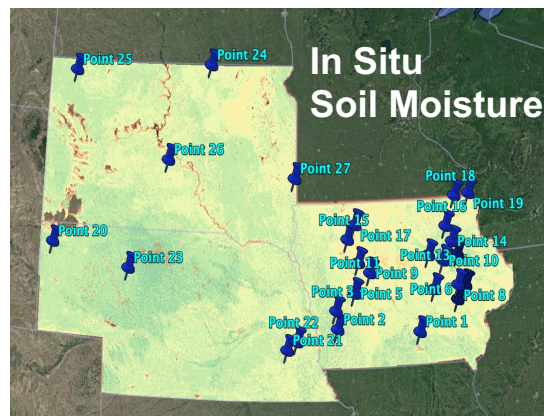 In Situ
Soil Moisture
Point 25
Point 24
Point 26
Point 27
Point 18
Point 19
Point 16
Point 15
Point 17
Point 14
Point 20
Point 23
Point 13
Point 10
Point 11
Point 9
Point 3
Point 5
Point 6
Point 8
Point 22
Point 2
Point 1
Point 21